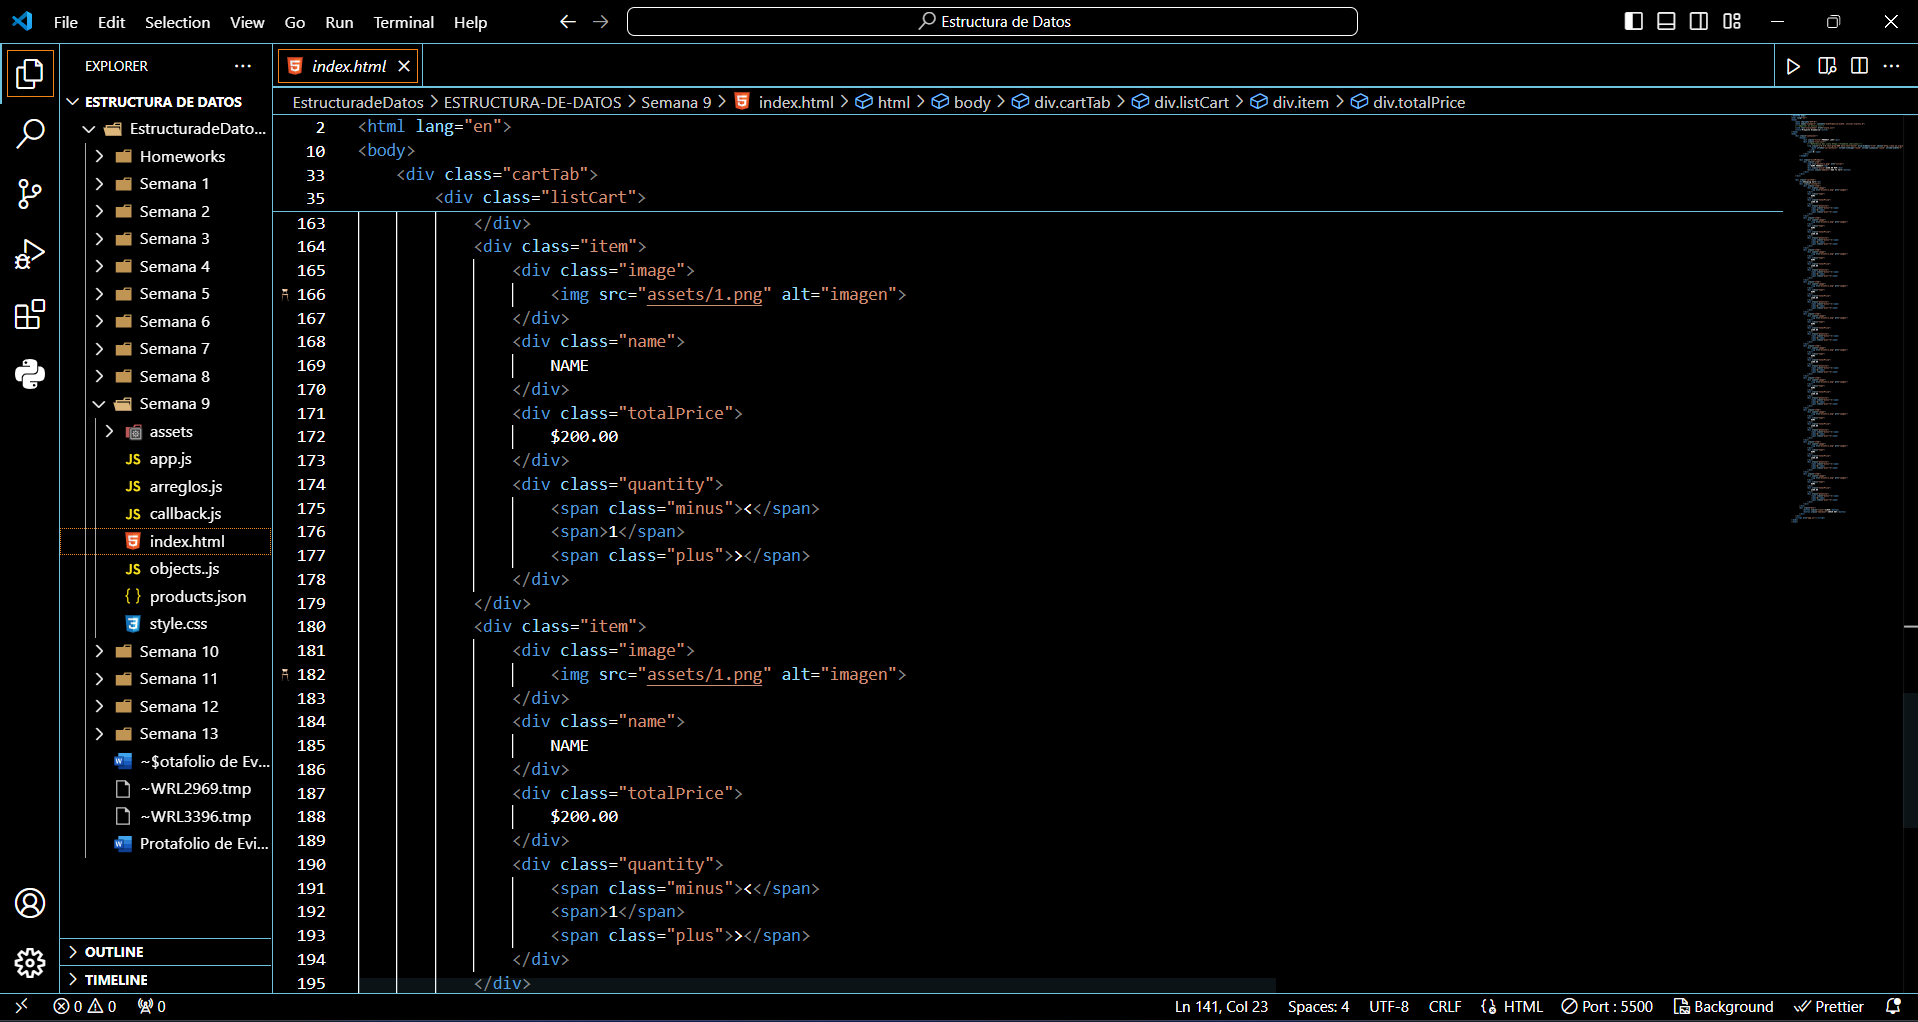 File Edit Selection View Go Run Terminal Help
Estructura de Datos
EXPLORER
ESTRUCTURA DE DATOS
EstructuradeDato...
Homeworks
Semana 1
Semana 2
Semana 3
Semana 4
Semana 5
Semana 6
Semana 7
Semana 8
Semana 9
assets
JS app.js
JS arreglos.js
JS callback.js
index.html
JS objects..js
{} products.json
style.css
Semana 10
Semana 11
Semana 12
Semana 13
~$otafolio de Ev...
~WRL2969.tmp
~WRL3396.tmp
Protafolio de Evi...
OUTLINE
TIMELINE
index.html
EstructuradeDatos > ESTRUCTURA-DE-DATOS > Semana 9 > index.html > html > body > div.cartTab > div.listCart > div.item > div.totalPrice
2 <html lang="en">
10 <body>
33 <div class="cartTab">
35 <div class="listCart">
163 </div>
164 <div class="item">
165 <div class="image">
166 <img src="assets/1.png" alt="imagen">
167 </div>
168 <div class="name">
169 NAME
170 </div>
171 <div class="totalPrice">
172 $200.00
173 </div>
174 <div class="quantity">
175 <span class="minus"><</span>
176 <span>1</span>
177 <span class="plus">></span>
178 </div>
179 </div>
180 <div class="item">
181 <div class="image">
182 <img src="assets/1.png" alt="imagen">
183 </div>
184 <div class="name">
185 NAME
186 </div>
187 <div class="totalPrice">
188 $200.00
189 </div>
190 <div class="quantity">
191 <span class="minus"><</span>
192 <span>1</span>
193 <span class="plus">></span>
194 </div>
195 </div>
0 0 0 Ln 141, Col 23 Spaces: 4 UTF-8 CRLF {} HTML Port : 5500 Background Prettier